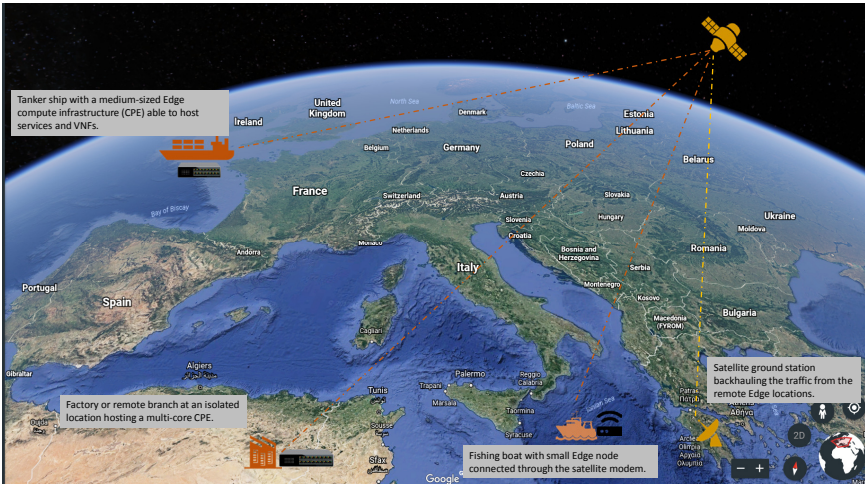 Tanker ship with a medium-sized Edge
compute infrastructure (CPE) able to host
services and VNFs.
North Sea
Baltic Sea
United
Kingdom
Ireland
Denmark
Estonia
Lithuania
Netherlands
Belgium
Germany
Poland
Belarus
Czechia
France
Switzerland
Austria
Slovakia
Bay of Biscay
Slovenia
Hungary
Ukraine
Moldova
Croatia
Andorra
Monaco
Romania
Bosnia and
Herzegovina
Italy
Serbia
Portugal
Spain
Montenegro
Kosovo
Bulgaria
Macedonia
(FYROM)
Cagliari
Gibraltar
Algiers
Palermo
Trapani
Reggio
Calabria
Marsala
Taormina
Syracuse
Tunis
تونس
Sousse
Sfax
Satellite ground station
backhauling the traffic from the
remote Edge locations.
Factory or remote branch at an isolated
location hosting a multi-core CPE.
Αθήνα
Olimpia
Αρχαία
Ολυμπία
2D
Fishing boat with small Edge node
connected through the satellite modem.
Google